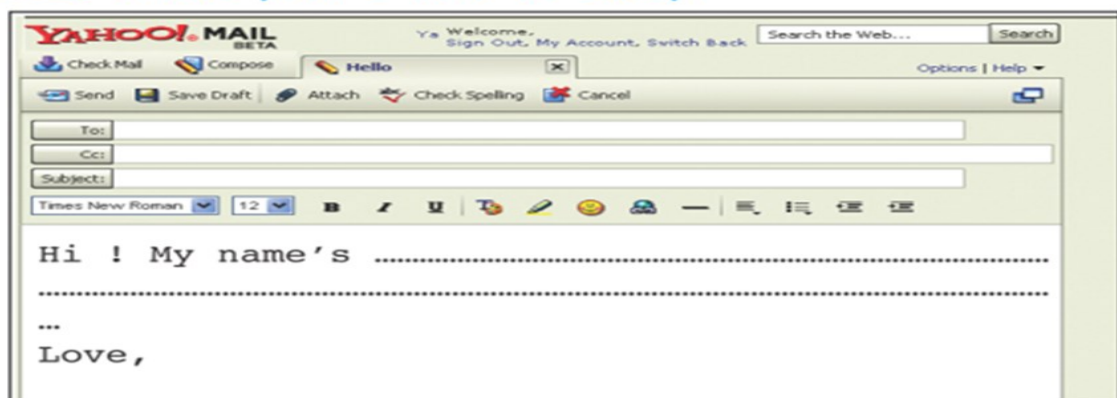 YAHOO! MAIL
BETA
Ya Welcome,
Sign Out, My Account, Switch Back
Search the Web... Search
Check Mail Compose Hello Options | Help
Send Save Draft Attach Check Spelling Cancel
To:
Cc:
Subject:
Times New Roman 12 B I U
Hi ! My name's ..............................................................
..............................................................................................
...
Love,